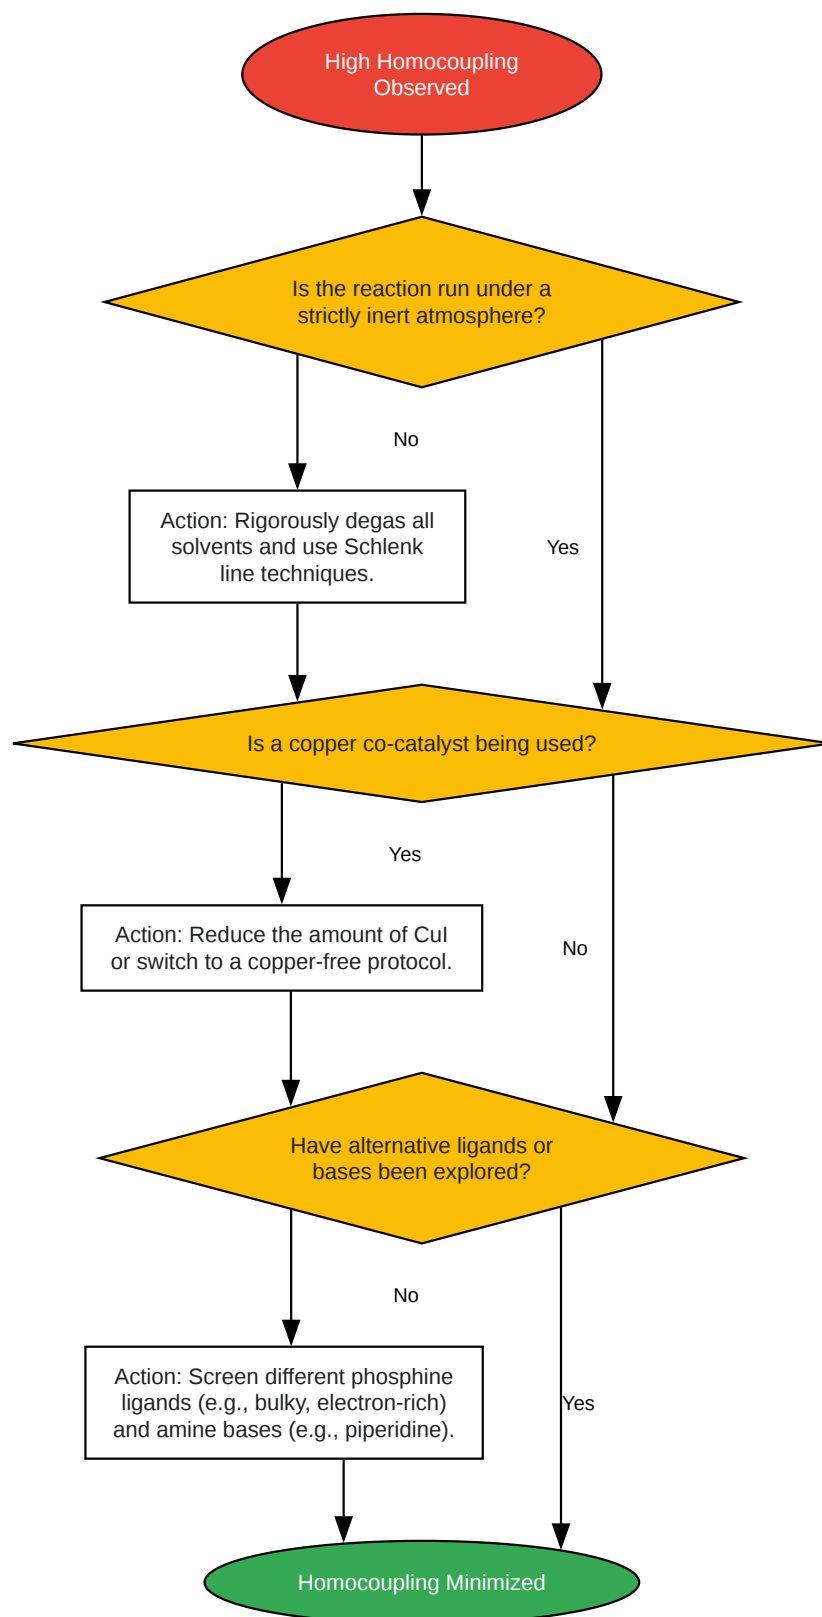 High Homocoupling
Observed
Is the reaction run under a
strictly inert atmosphere?
No
Action: Rigorously degas all
solvents and use Schlenk
line techniques.
Yes
Is a copper co-catalyst being used?
Yes
Action: Reduce the amount of CuI
or switch to a copper-free protocol.
No
Have alternative ligands or
bases been explored?
No
Action: Screen different phosphine
ligands (e.g., bulky, electron-rich)
and amine bases (e.g., piperidine).
Yes
Homocoupling Minimized